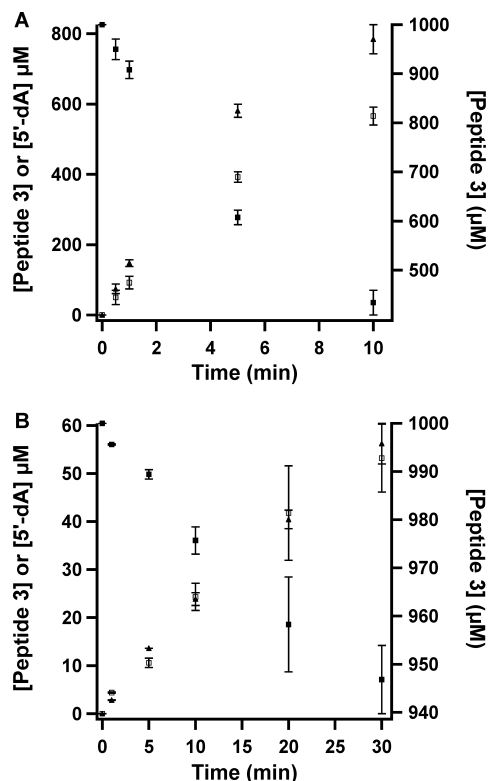 A
800
600
400
200
0
[Peptide 3] or [5'-dA] µM
1000
900
800
700
600
500
[Peptide 3] (µM)
0 2 4 6 8 10
Time (min)
B
60
50
40
30
20
10
0
[Peptide 3] or [5'-dA] µM
1000
990
980
970
960
950
940
[Peptide 3] (µM)
0 5 10 15 20 25 30
Time (min)